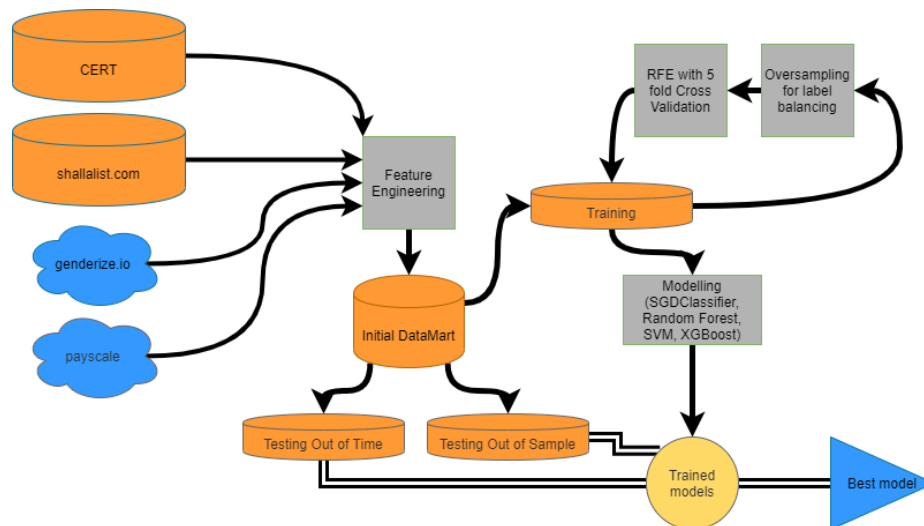 CERT
shallalist.com
genderize.io
payscale
Feature
Engineering
Initial DataMart
Testing Out of Time
Testing Out of Sample
RFE with 5
fold Cross
Validation
Oversampling
for label
balancing
Training
Modelling
(SGDClassifier,
Random Forest,
SVM, XGBoost)
Trained
models
Best model